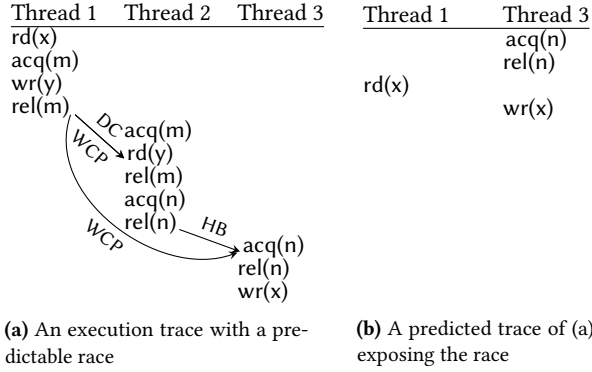 Thread 1 Thread 2 Thread 3
rd(x)
acq(m)
wr(y)
rel(m)
DC
WCP
acq(m)
rd(y)
rel(m)
acq(n)
rel(n)
HB
WCP
acq(n)
rel(n)
wr(x)
(a) An execution trace with a pre-
dictable race
Thread 1 Thread 3
acq(n)
rel(n)
rd(x)
wr(x)
(b) A predicted trace of (a)
exposing the race